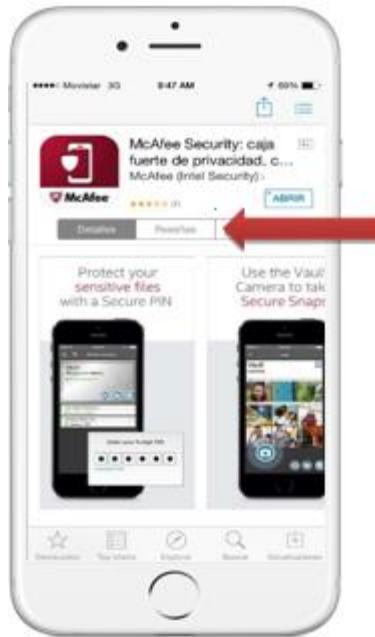 Movistar 3G 9:47 AM 69%
McAfee Security: caja
fuerte de privacidad, c...
McAfee (Intel Security)
McAfee
ABRIR
Detalles
Protect your
sensitive files
with a Secure PIN
Use the Vault
Camera to tak
Secure Snaps
Buscar